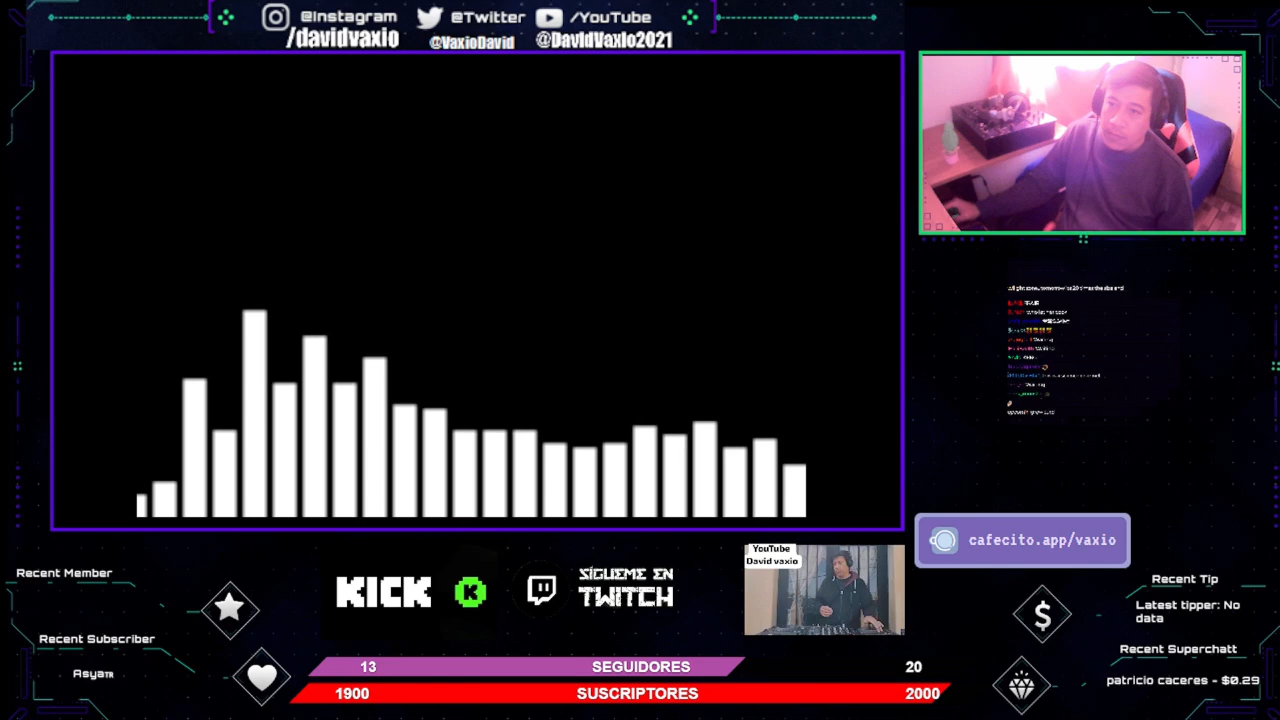 @Instagram
/davidvaxio
@Twitter
@VaxioDavid
/YouTube
@DavidVaxio2021
cafecito.app/vaxio
Recent Member
Recent Subscriber
Asya™
KICK
K
SÍGUEME EN
TWITCH
YouTube
David vaxio
Recent Tip
Latest tipper: No
data
Recent Superchatt
patricio caceres - $0.29
13 SEGUIDORES 20
1900 SUSCRIPTORES 2000